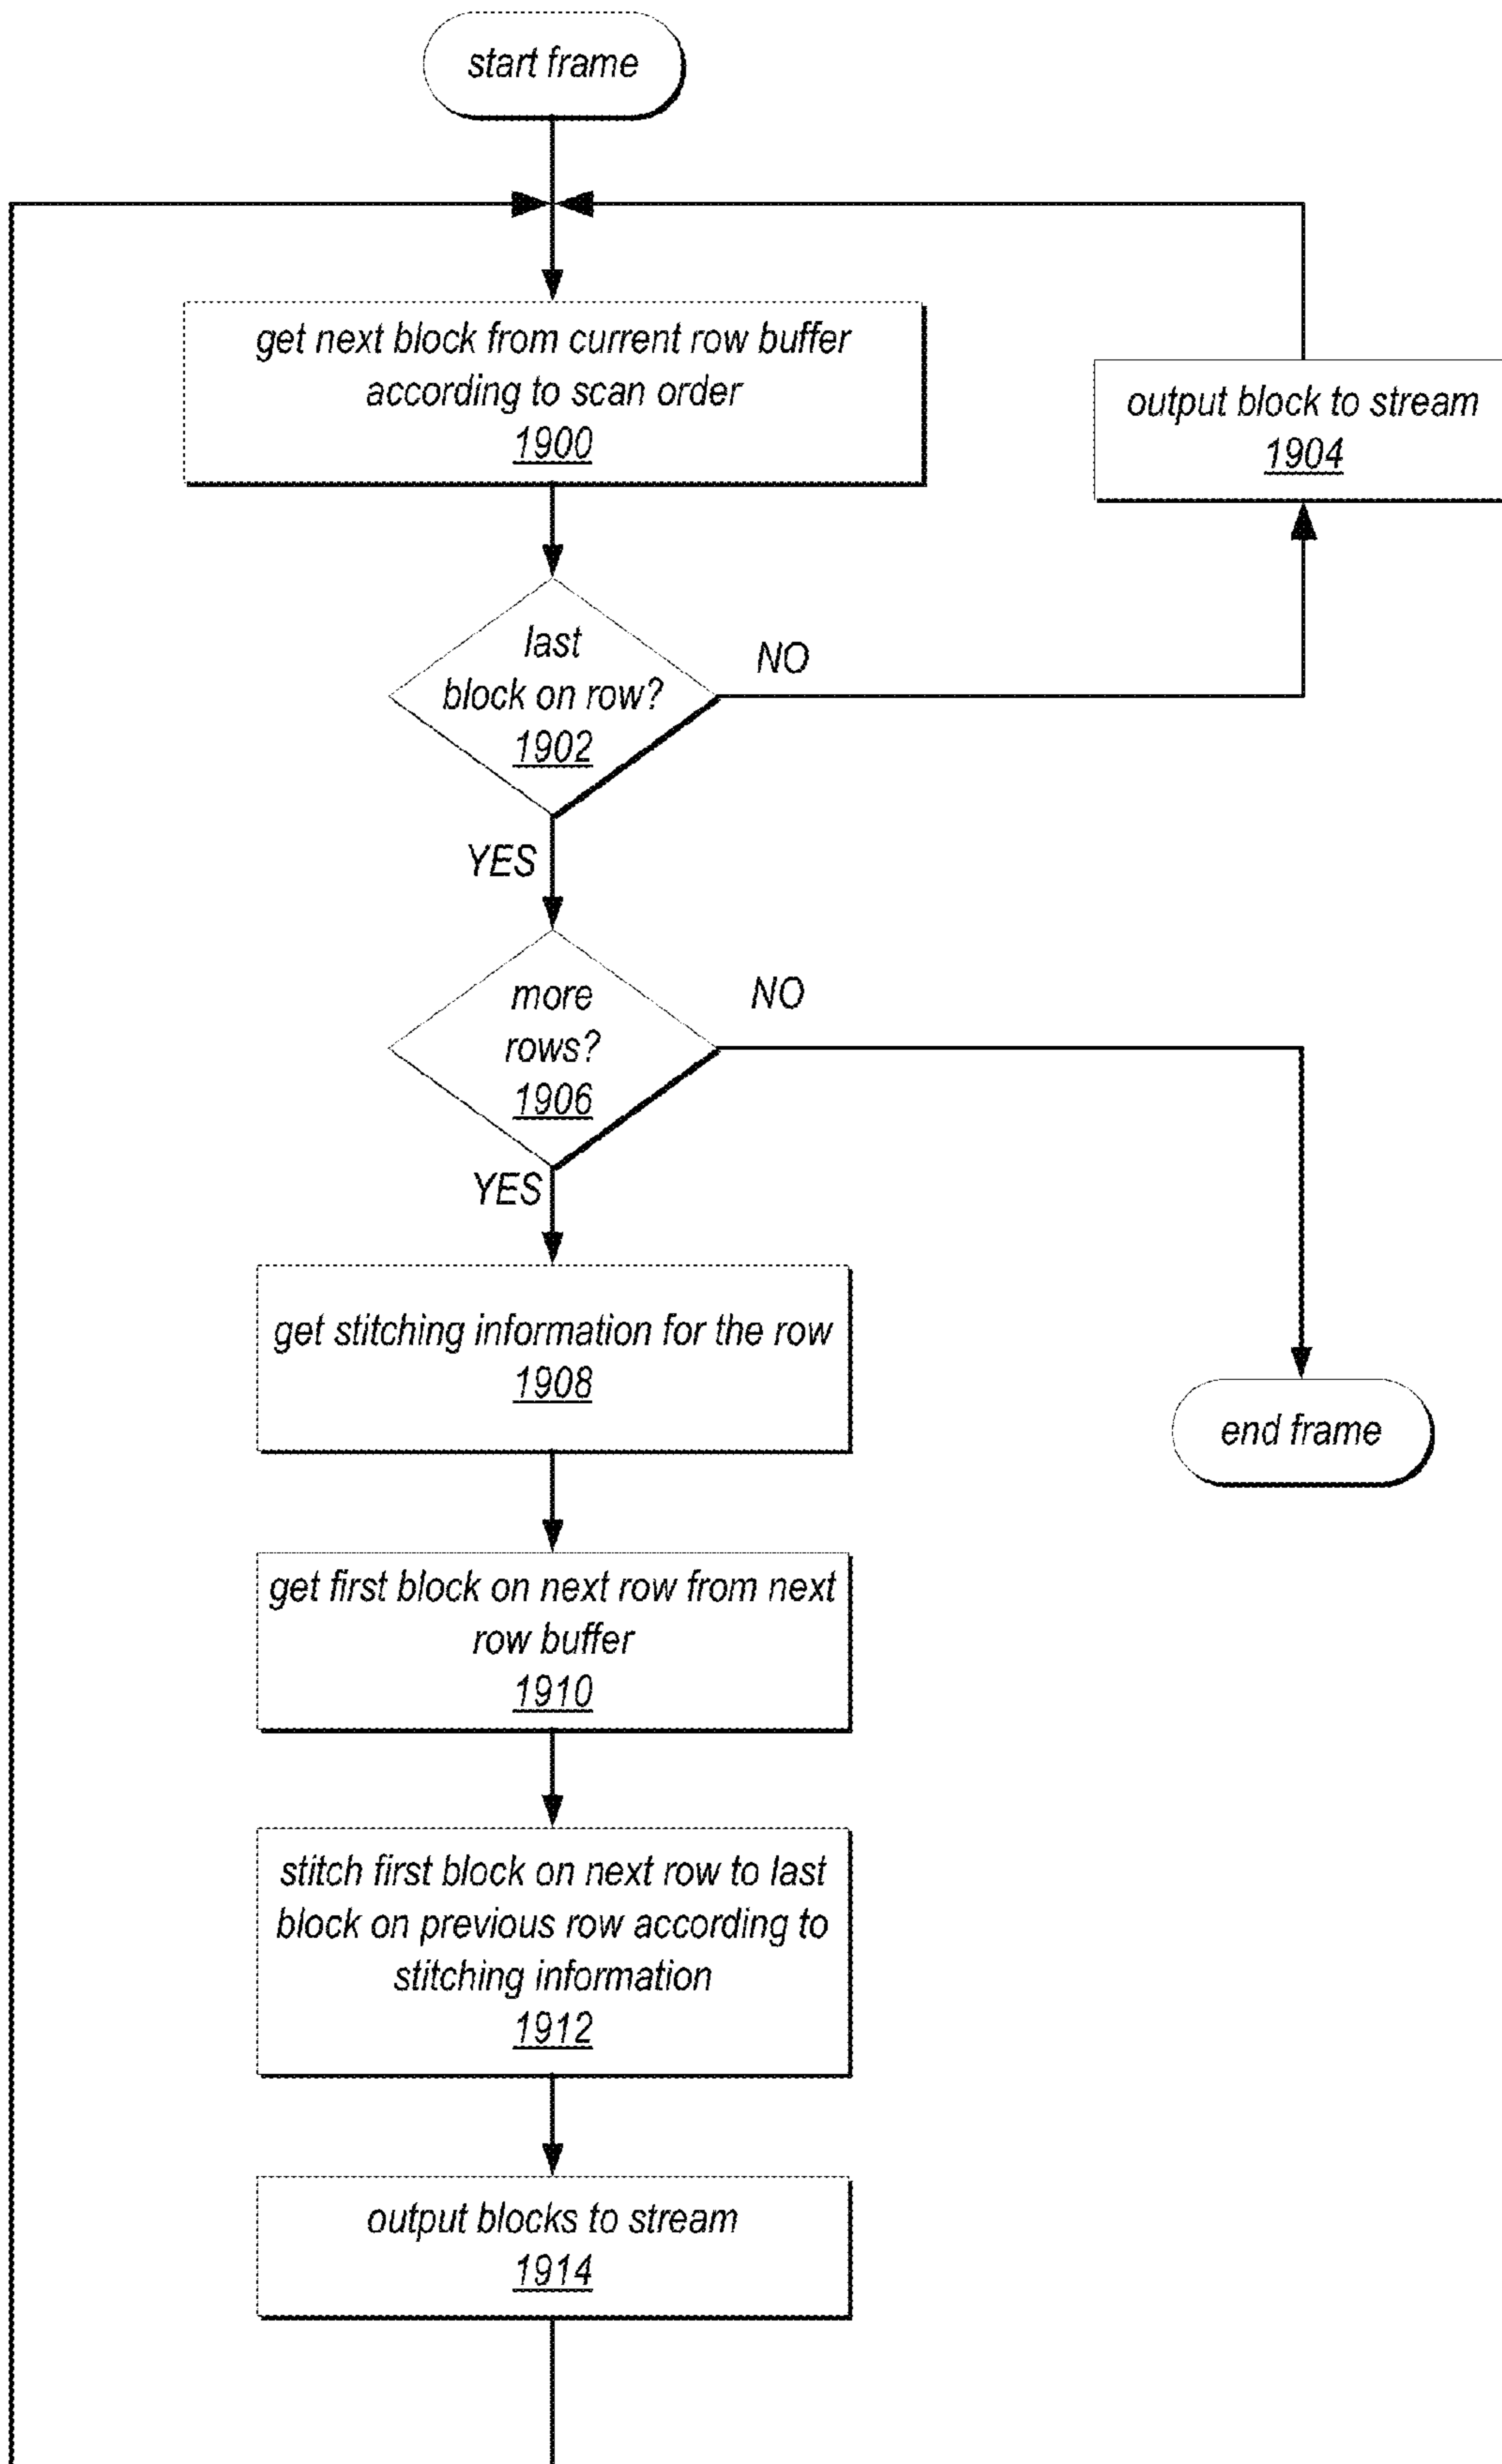 start frame
get next block from current row buffer
according to scan order
1900
output block to stream
1904
last
block on row?
1902
NO
YES
more
rows?
1906
NO
YES
get stitching information for the row
1908
end frame
get first block on next row from next
row buffer
1910
stitch first block on next row to last
block on previous row according to
stitching information
1912
output blocks to stream
1914